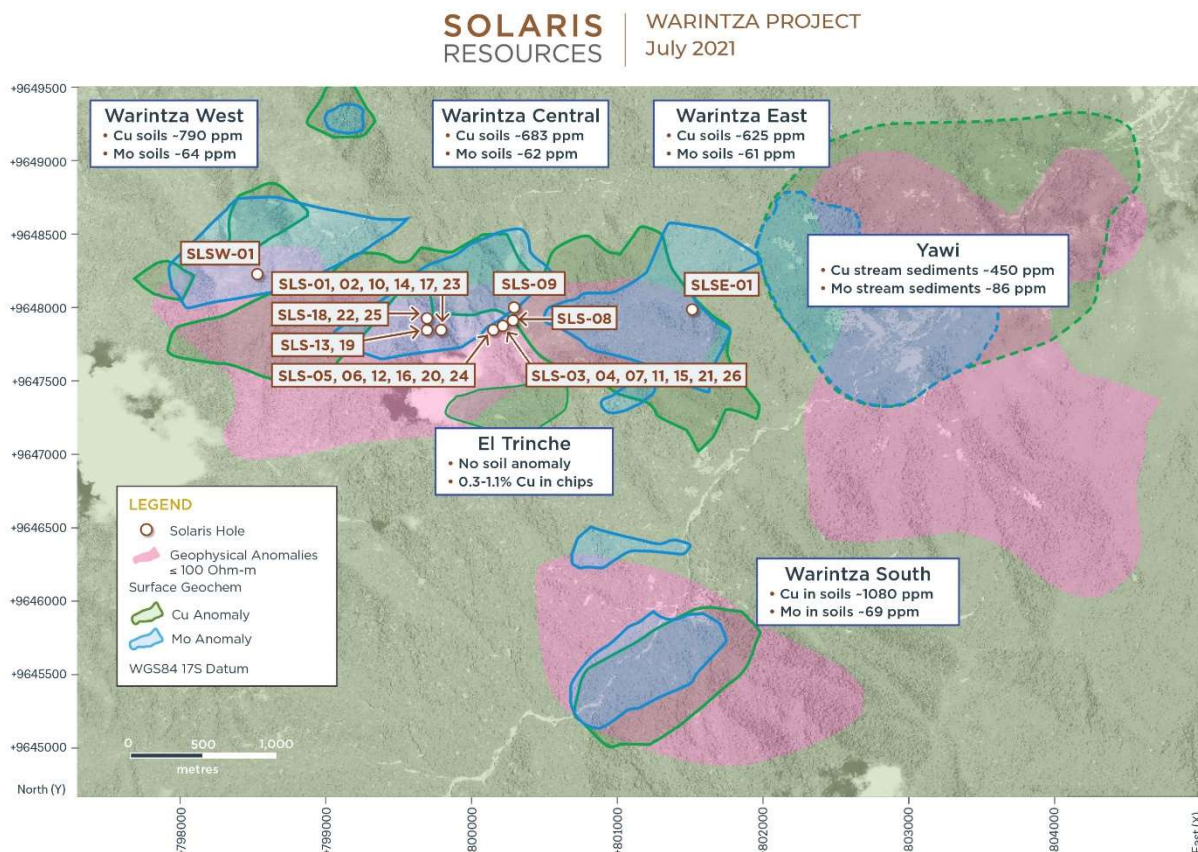 SOLARIS
RESOURCES
WARINTZA PROJECT
July 2021
+9649500
+9649000
+9648500
+9648000
+9647500
+9647000
+9646500
+9646000
+9645500
+9645000
North (Y)
Warintza West
• Cu soils ~790 ppm
• Mo soils ~64 ppm
Warintza Central
• Cu soils ~683 ppm
• Mo soils ~62 ppm
Warintza East
• Cu soils ~625 ppm
• Mo soils ~61 ppm
Yawi
• Cu stream sediments ~450 ppm
• Mo stream sediments ~86 ppm
SLSW-01
SLS-01, 02, 10, 14, 17, 23
SLS-09
SLSE-01
SLS-18, 22, 25
SLS-08
SLS-13, 19
SLS-05, 06, 12, 16, 20, 24
SLS-03, 04, 07, 11, 15, 21, 26
El Trinche
• No soil anomaly
• 0.3-1.1% Cu in chips
Warintza South
• Cu in soils ~1080 ppm
• Mo in soils ~69 ppm
LEGEND
Solaris Hole
Geophysical Anomalies
≤ 100 Ohm-m
Surface Geochem
Cu Anomaly
Mo Anomaly
WGS84 17S Datum
0 500 1,000
metres
+798000
+799000
+800000
+801000
+802000
+803000
+804000
East (X)